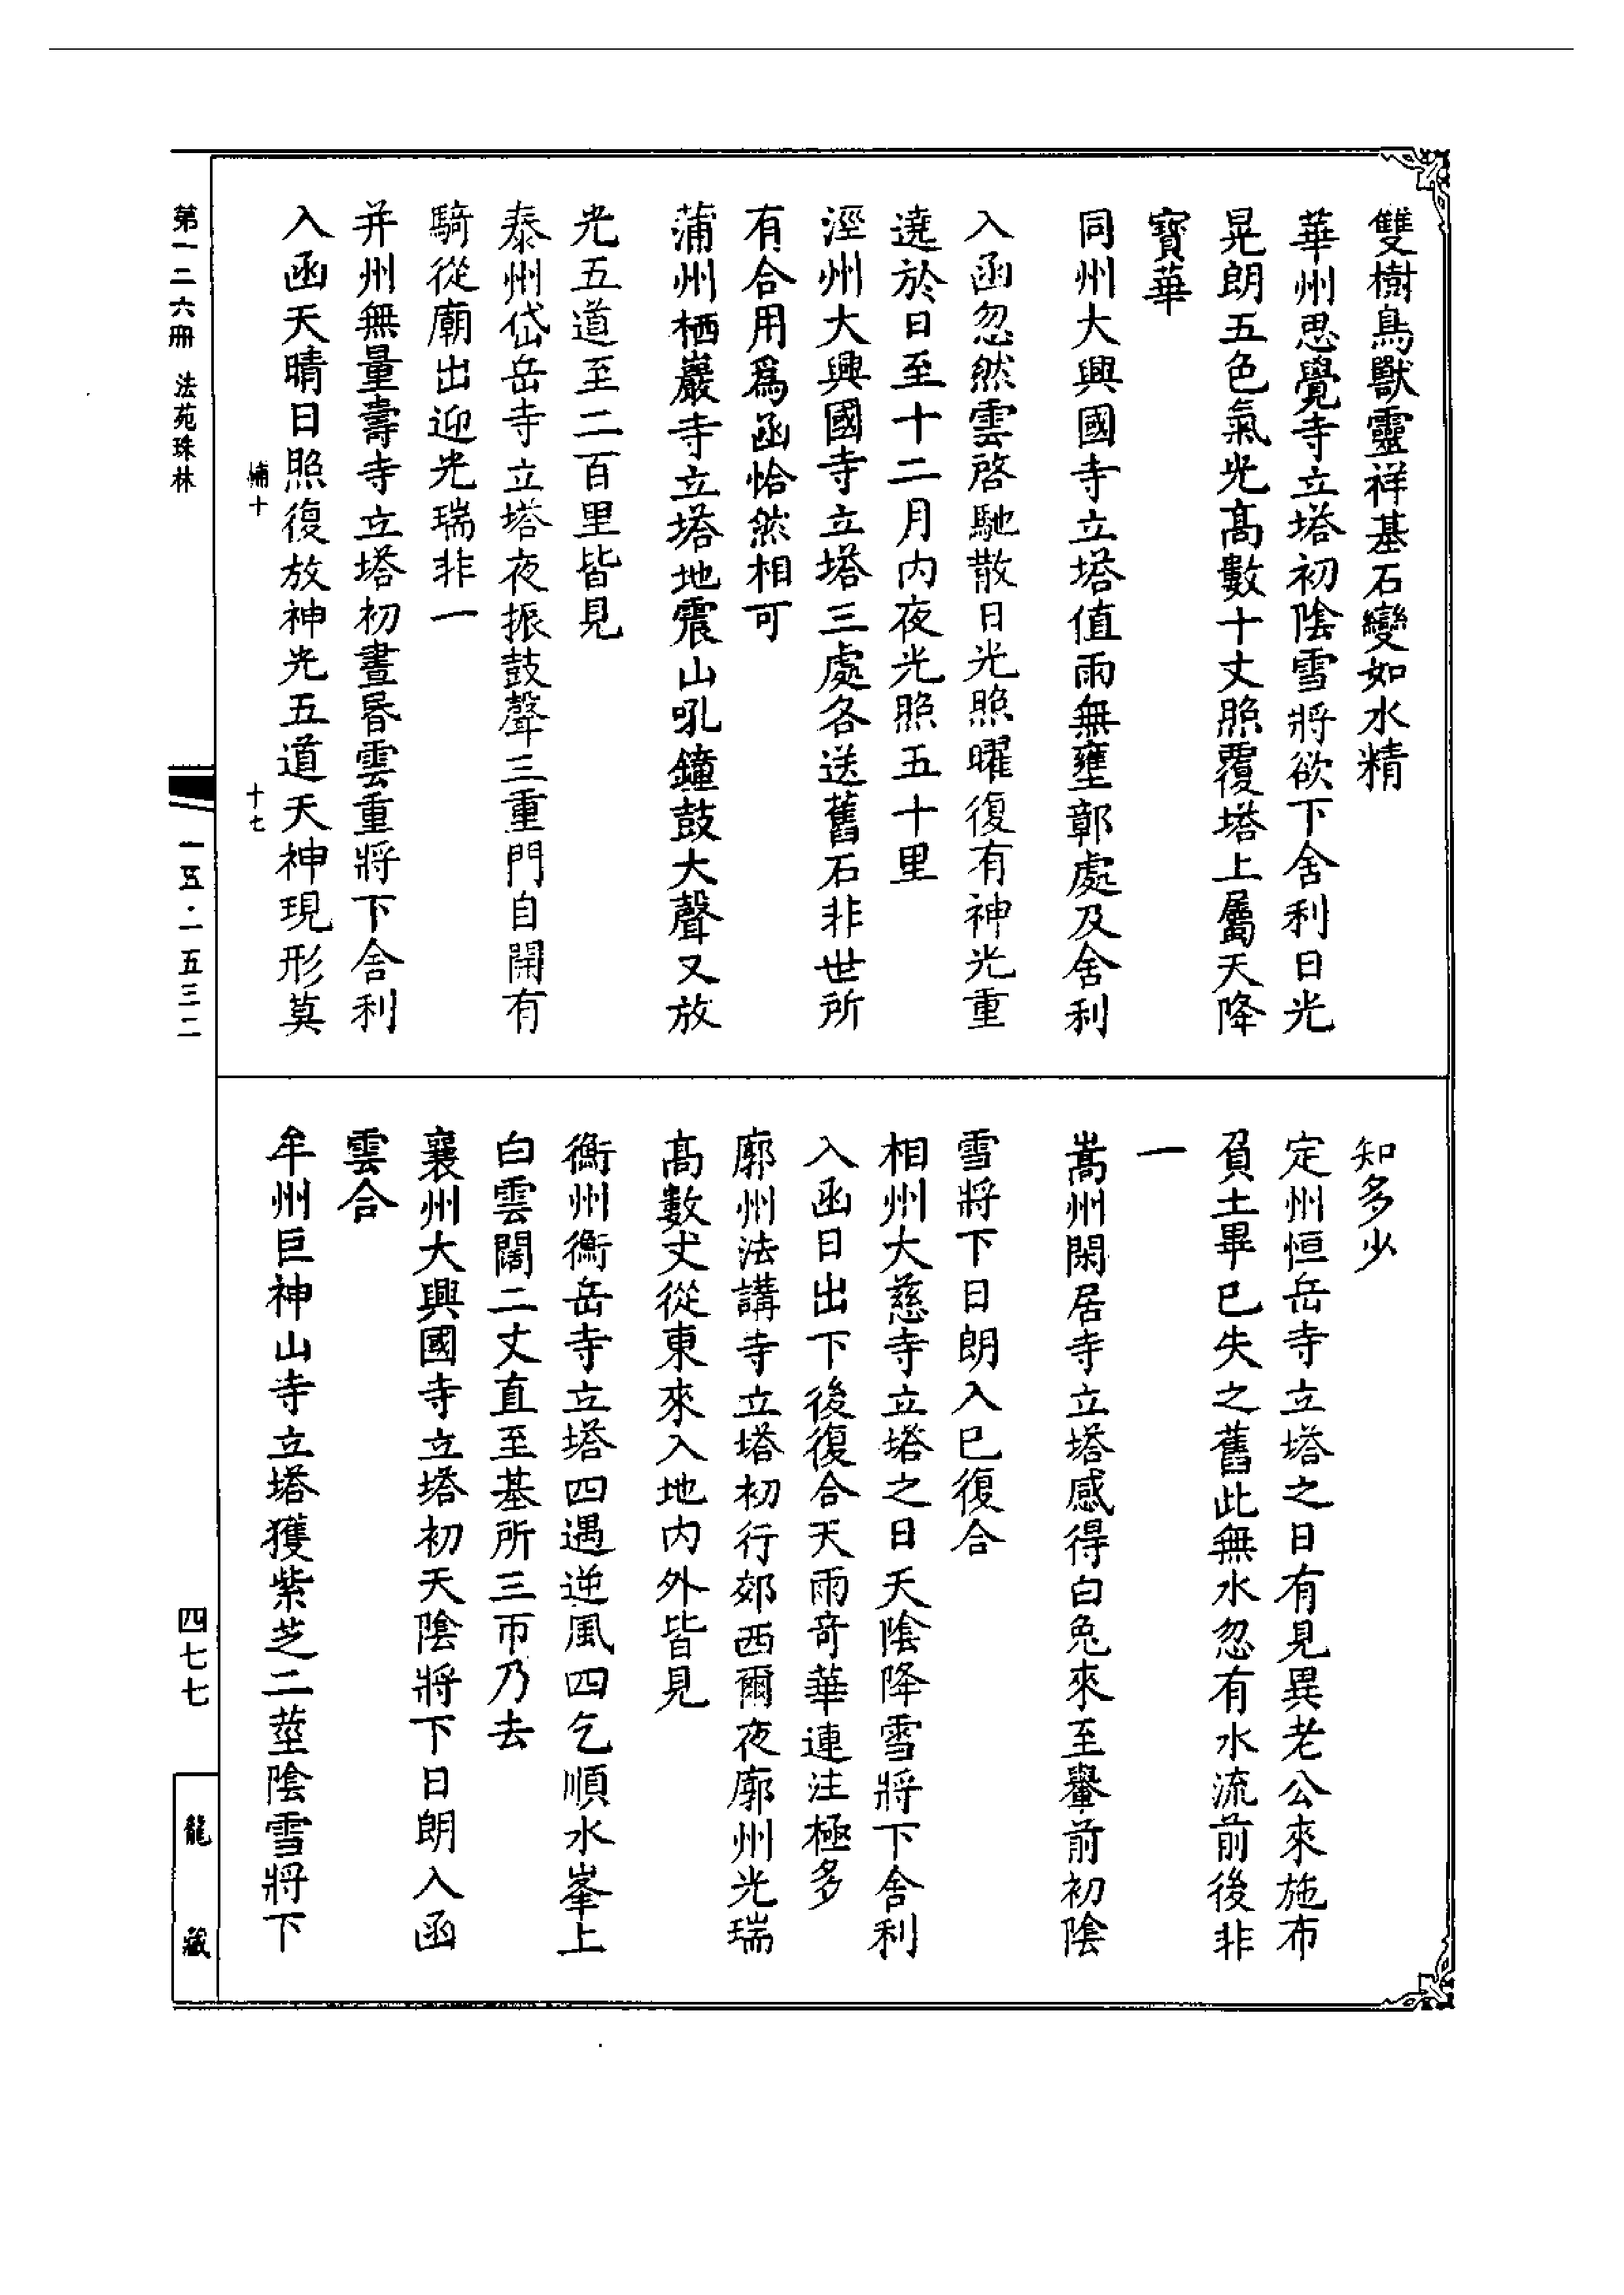 雙樹鳥獸靈祥基石變如水精
華州思覺寺立塔初陰雪將欲下舍利日光
晃朗五色氣光高數十丈照覆塔上屬天降
寶華
同州大興國寺立塔值雨無壅鄣處及舍利
入函忽然雲啓馳散日光照曜復有神光重
遶於日至十二月內夜光照五十里
涇州大興國寺立塔三處各送舊石非世所
有合用爲函恰然相可
蒲州栖巖寺立塔地震山吼鐘鼓大聲又放
光五道至二百里皆見
泰州岱岳寺立塔夜振鼓聲三重門自開有
騎從廟出迎光瑞非一
并州無量壽寺立塔初晝昏雲重將下舍利
入函天晴日照復放神光五道天神現形莫
知多少
定州恒岳寺立塔之日有見異老公來施布
負土畢已失之舊此無水忽有水流前後非
一
嵩州閑居寺立塔感得白兔來至轝前初陰
雪將下日朗入已復合
相州大慈寺立塔之日天陰降雪將下舍利
入函日出下後復合天雨奇華連注極多
廓州法講寺立塔初行郊西爾夜廓州光瑞
高數丈從東來入地内外皆見
衡州衡岳寺立塔四遇逆風四乞順水峯上
白雲闊二丈直至基所三帀乃去
襄州大興國寺立塔初天陰將下日朗入函
雲合
牟州巨神山寺立塔獲紫芝二莖陰雪將下
補十
十七
第一二六冊 法苑珠林
一五·一五三二
四七七
龍藏